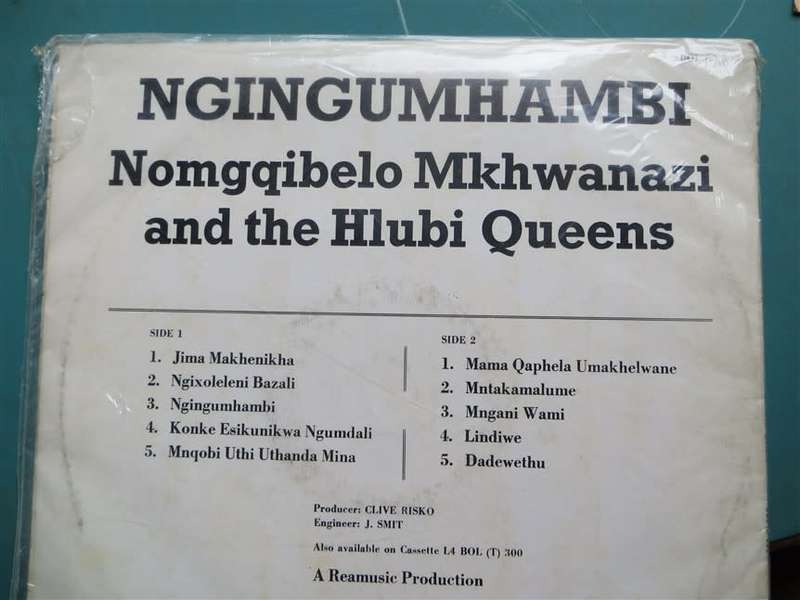 NGINGUMHAMBI
Nomgqibelo Mkhwanazi
and the Hlubi Queens
SIDE 1
1. Jima Makhenikha
2. Ngixoleleni Bazali
3. Ngingumhambi
4. Konke Esikunikwa Ngumdali
5. Mnqobi Uthi Uthanda Mina
SIDE 2
1. Mama Qaphela Umakhelwane
2. Mntakamalume
3. Mngani Wami
4. Lindiwe
5. Dadewethu
Producer: CLIVE RISKO
Engineer: J. SMIT
Also available on Cassette L4 BOL (T) 300
A Reamusic Production